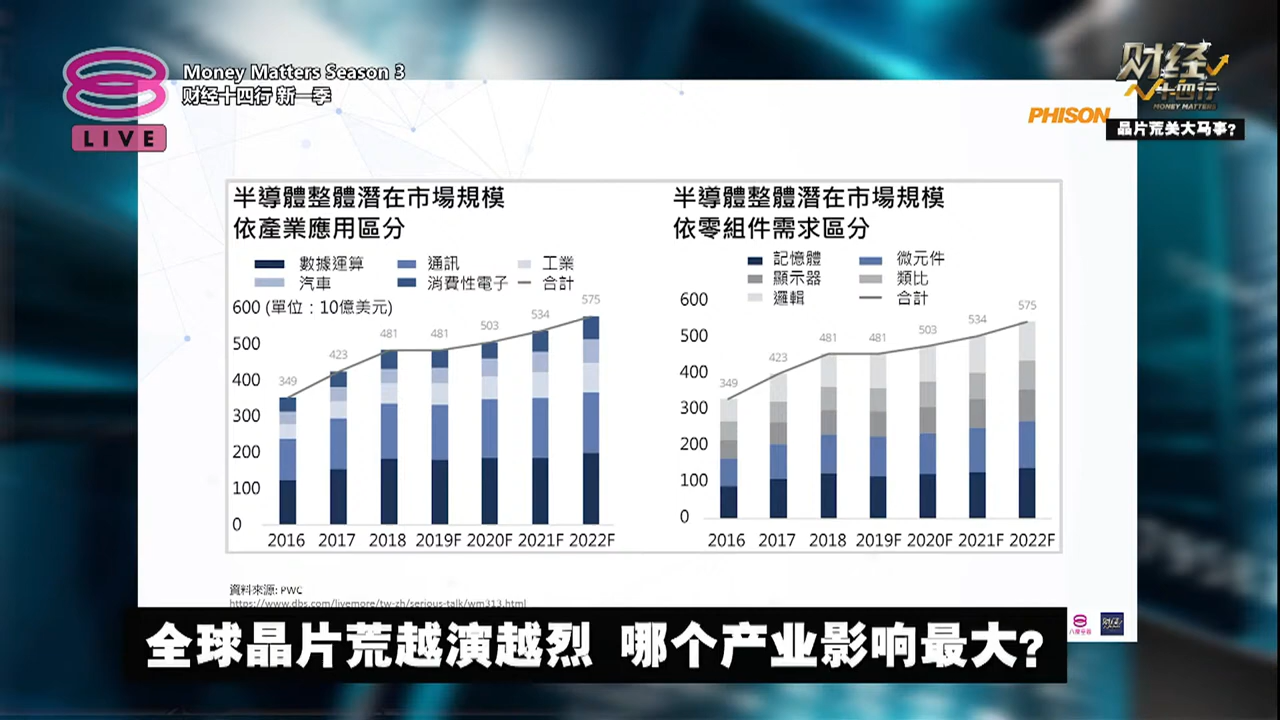 Money Matters Season 3
财经十四行 新一季
LIVE
财经
十四行
MONEY MATTERS
PHISON
晶片荒美大马事?
半導體整體潛在市場規模
依產業應用區分
數據運算 通訊 工業
汽車 消費性電子 合計
600 (單位：10億美元)
500
400
300
200
100
0
349
423
481
481
503
534
575
2016 2017 2018 2019F 2020F 2021F 2022F
半導體整體潛在市場規模
依零組件需求區分
記憶體 微元件
顯示器 類比
邏輯 合計
600
500
400
300
200
100
0
349
423
481
481
503
534
575
2016 2017 2018 2019F 2020F 2021F 2022F
資料來源: PWC
https://www.dbs.com/livemore/tw-zh/serious-talk/wm313.html
全球晶片荒越演越烈 哪个产业影响最大?
八度空间
财经